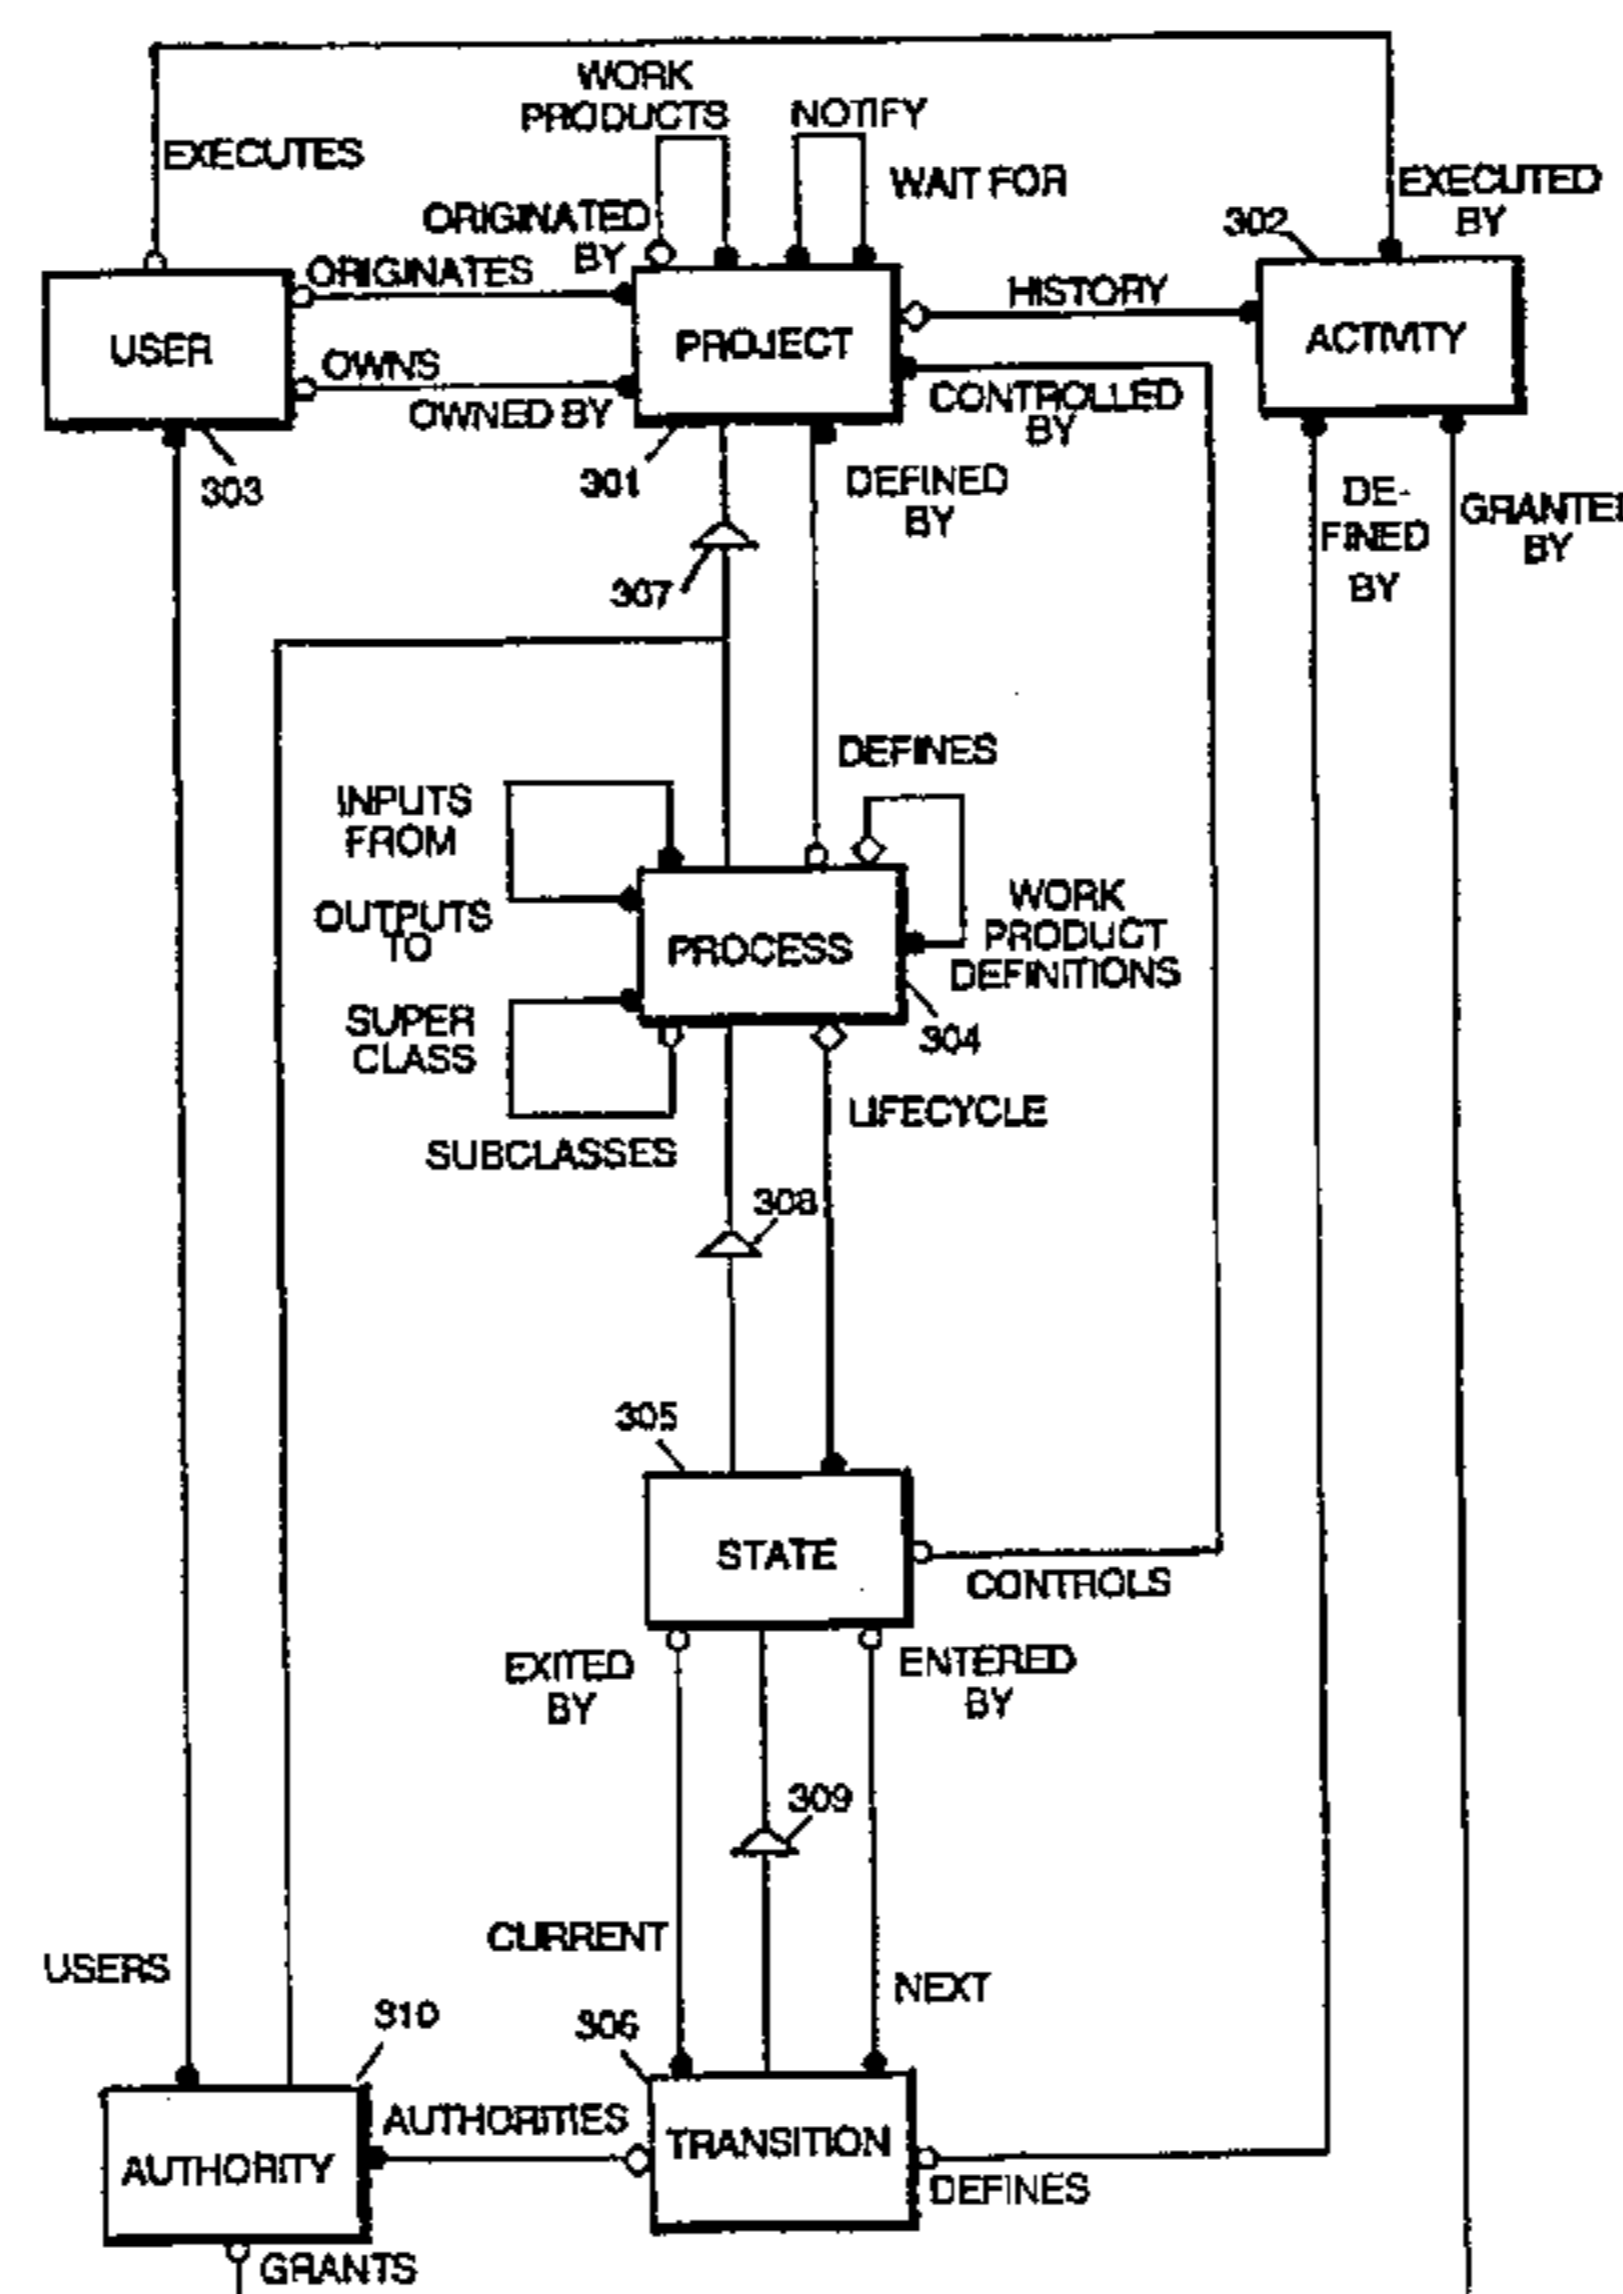 WORK
PRODUCTS
NOTIFY
EXECUTES
WAIT FOR
EXECUTED
BY
ORIGINATED
BY
302
ORIGINATES
HISTORY
USER
PROJECT
ACTIVITY
OWNS
OWNED BY
CONTROLLED
BY
303
301
DEFINED
BY
DE-
FINED
BY
GRANTED
BY
307
DEFINES
INPUTS
FROM
OUTPUTS
TO
PROCESS
WORK
PRODUCT
DEFINITIONS
SUPER
CLASS
304
LIFECYCLE
SUBCLASSES
308
305
STATE
CONTROLS
EXITED
BY
ENTERED
BY
309
CURRENT
USERS
NEXT
310
306
AUTHORITIES
TRANSITION
AUTHORITY
DEFINES
GRANTS